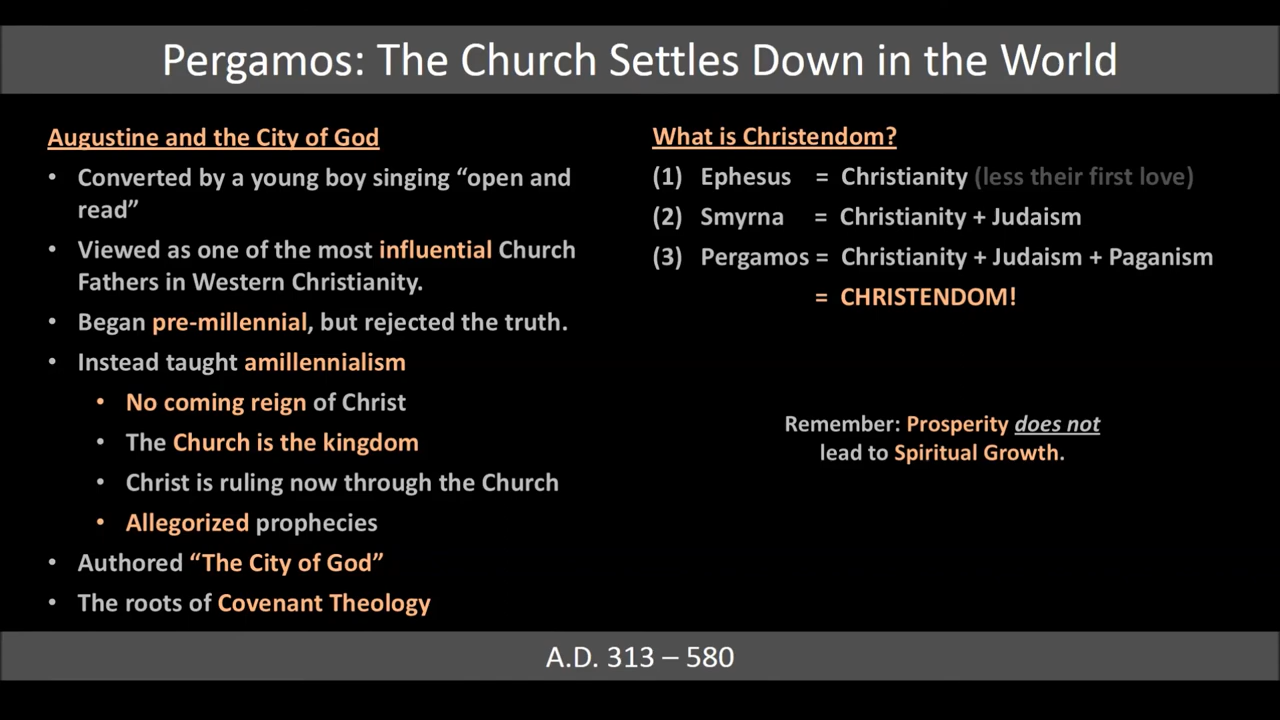 Pergamos: The Church Settles Down in the World
Augustine and the City of God
• Converted by a young boy singing “open and
read”
• Viewed as one of the most influential Church
Fathers in Western Christianity.
• Began pre-millennial, but rejected the truth.
• Instead taught amillennialism
• No coming reign of Christ
• The Church is the kingdom
• Christ is ruling now through the Church
• Allegorized prophecies
• Authored “The City of God”
• The roots of Covenant Theology
What is Christendom?
(1) Ephesus = Christianity (less their first love)
(2) Smyrna = Christianity + Judaism
(3) Pergamos = Christianity + Judaism + Paganism
= CHRISTENDOM!
Remember: Prosperity does not
lead to Spiritual Growth.
A.D. 313 – 580